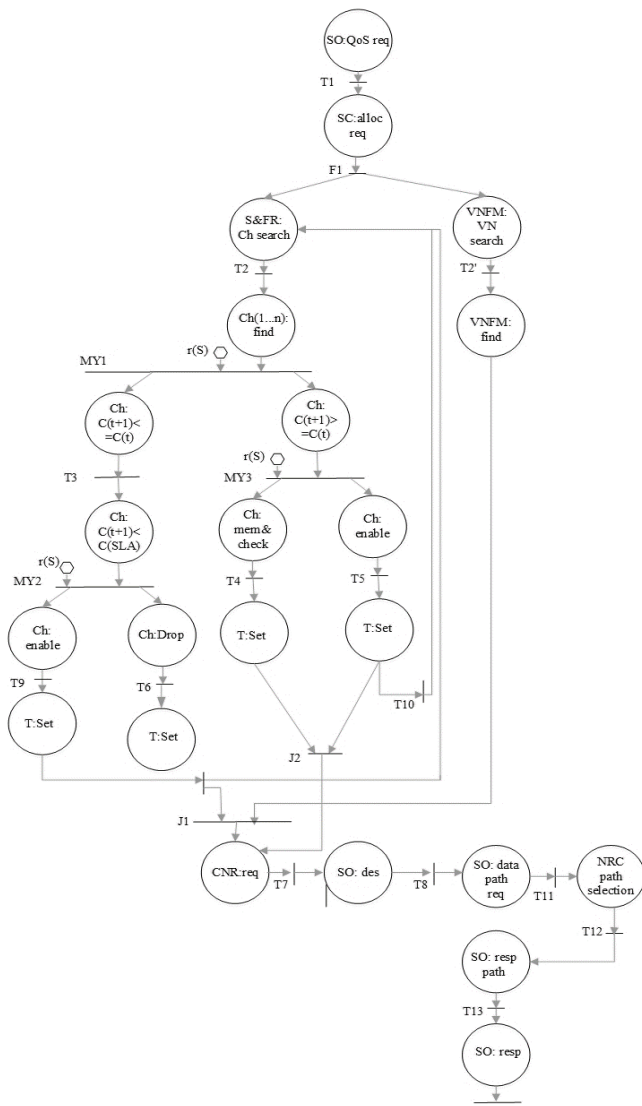 SO:QoS req
T1
SC:alloc
req
F1
S&FR:
Ch search
VNFM:
VN
search
T2
T2'
Ch(1...n):
find
VNFM:
find
r(S)
MY1
Ch:
C(t+1)<
=C(t)
Ch:
C(t+1)>
=C(t)
r(S)
T3
MY3
Ch:
C(t+1)<
C(SLA)
Ch:
mem&
check
Ch:
enable
r(S)
MY2
T4
T5
Ch:
enable
Ch:Drop
T:Set
T:Set
T9
T6
T10
T:Set
T:Set
J2
J1
CNR:req
T7
SO: des
T8
SO: data
path
req
T11
NRC
path
selection
T12
SO: resp
path
T13
SO: resp